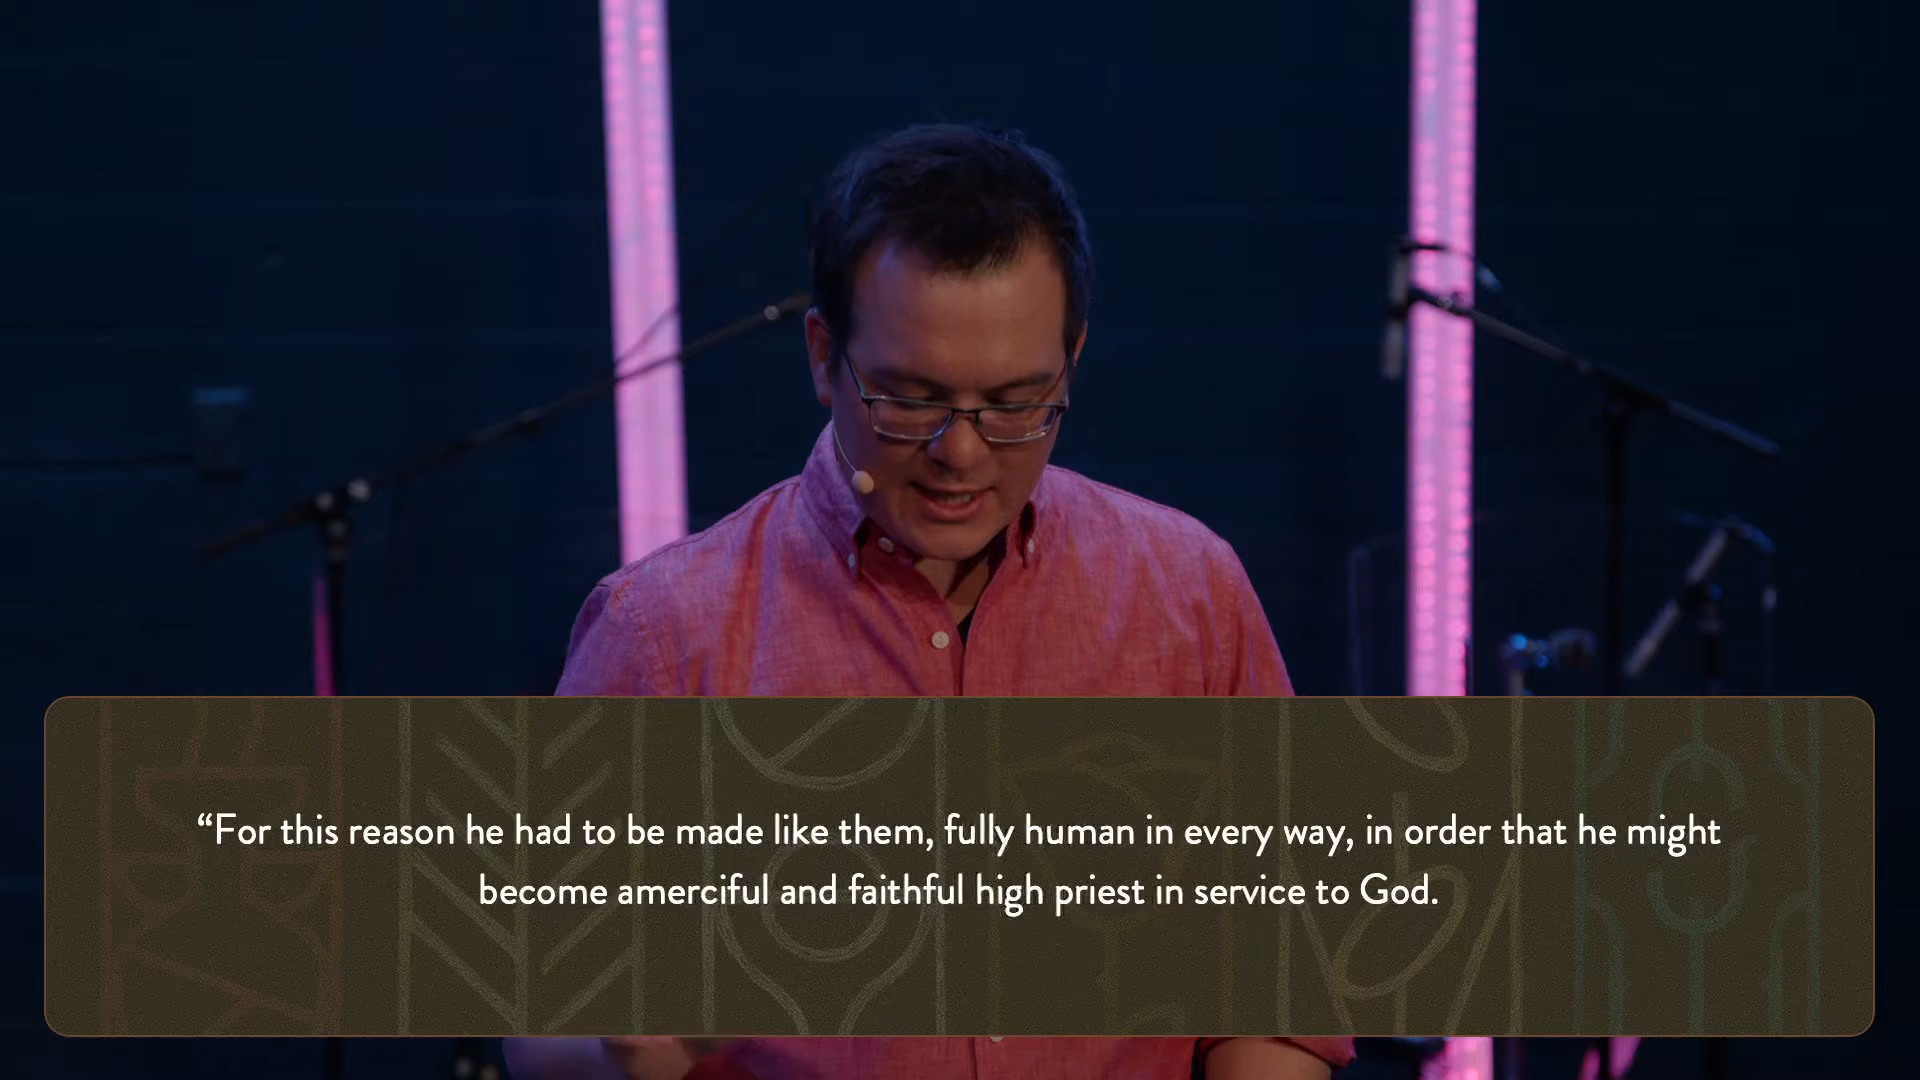 “For this reason he had to be made like them, fully human in every way, in order that he might
become amerciful and faithful high priest in service to God.